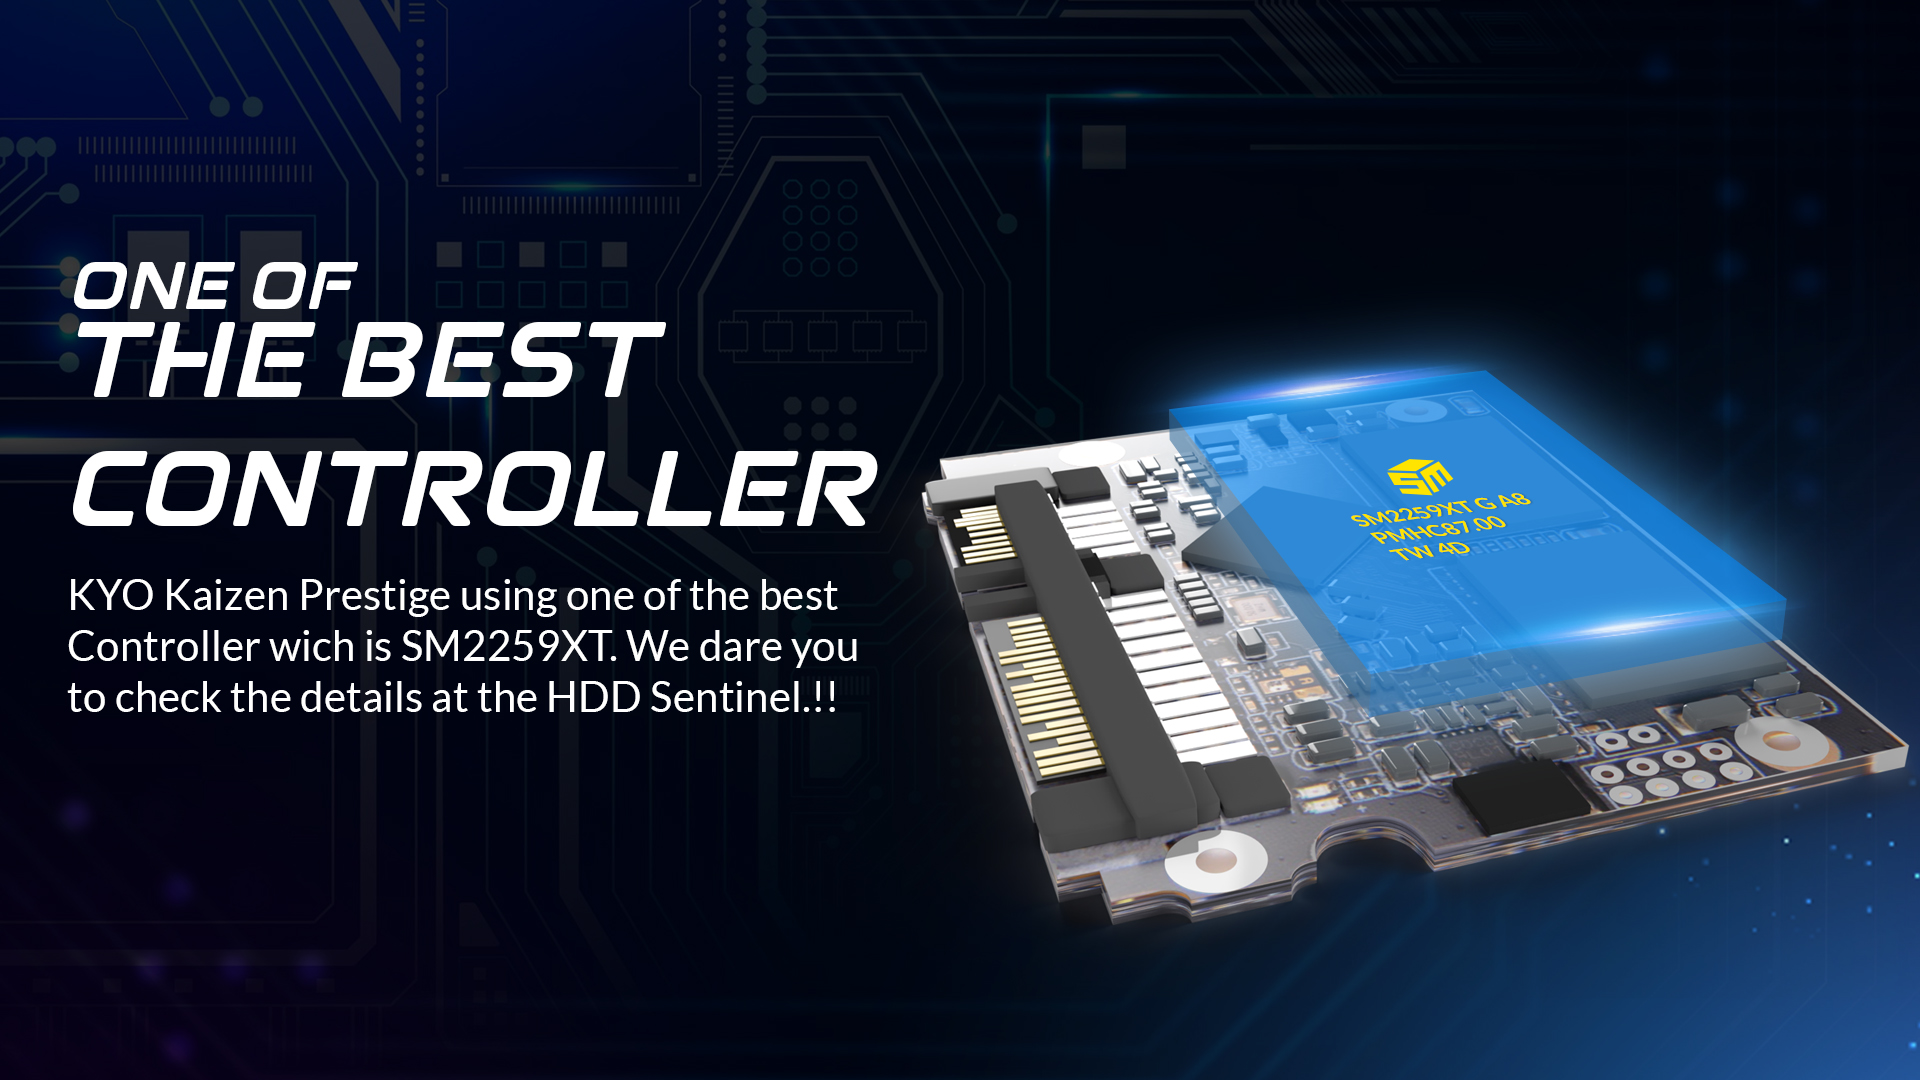 ONE OF
THE BEST
CONTROLLER
KYO Kaizen Prestige using one of the best
Controller wich is SM2259XT. We dare you
to check the details at the HDD Sentinel.!!
SM
SM2259XT G A8
PMHC87.00
TW 4D